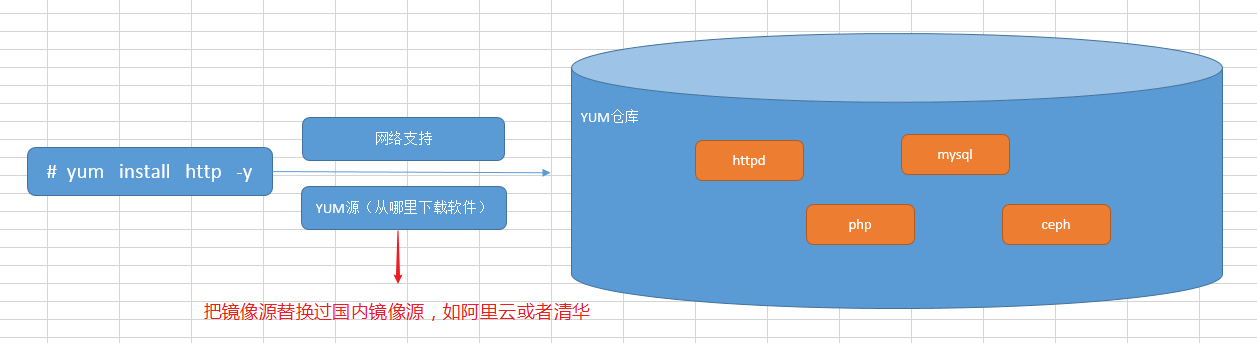 网络支持
# yum install http -y
YUM源（从哪里下载软件）
把镜像源替换过国内镜像源，如阿里云或者清华
YUM仓库
httpd
mysql
php
ceph